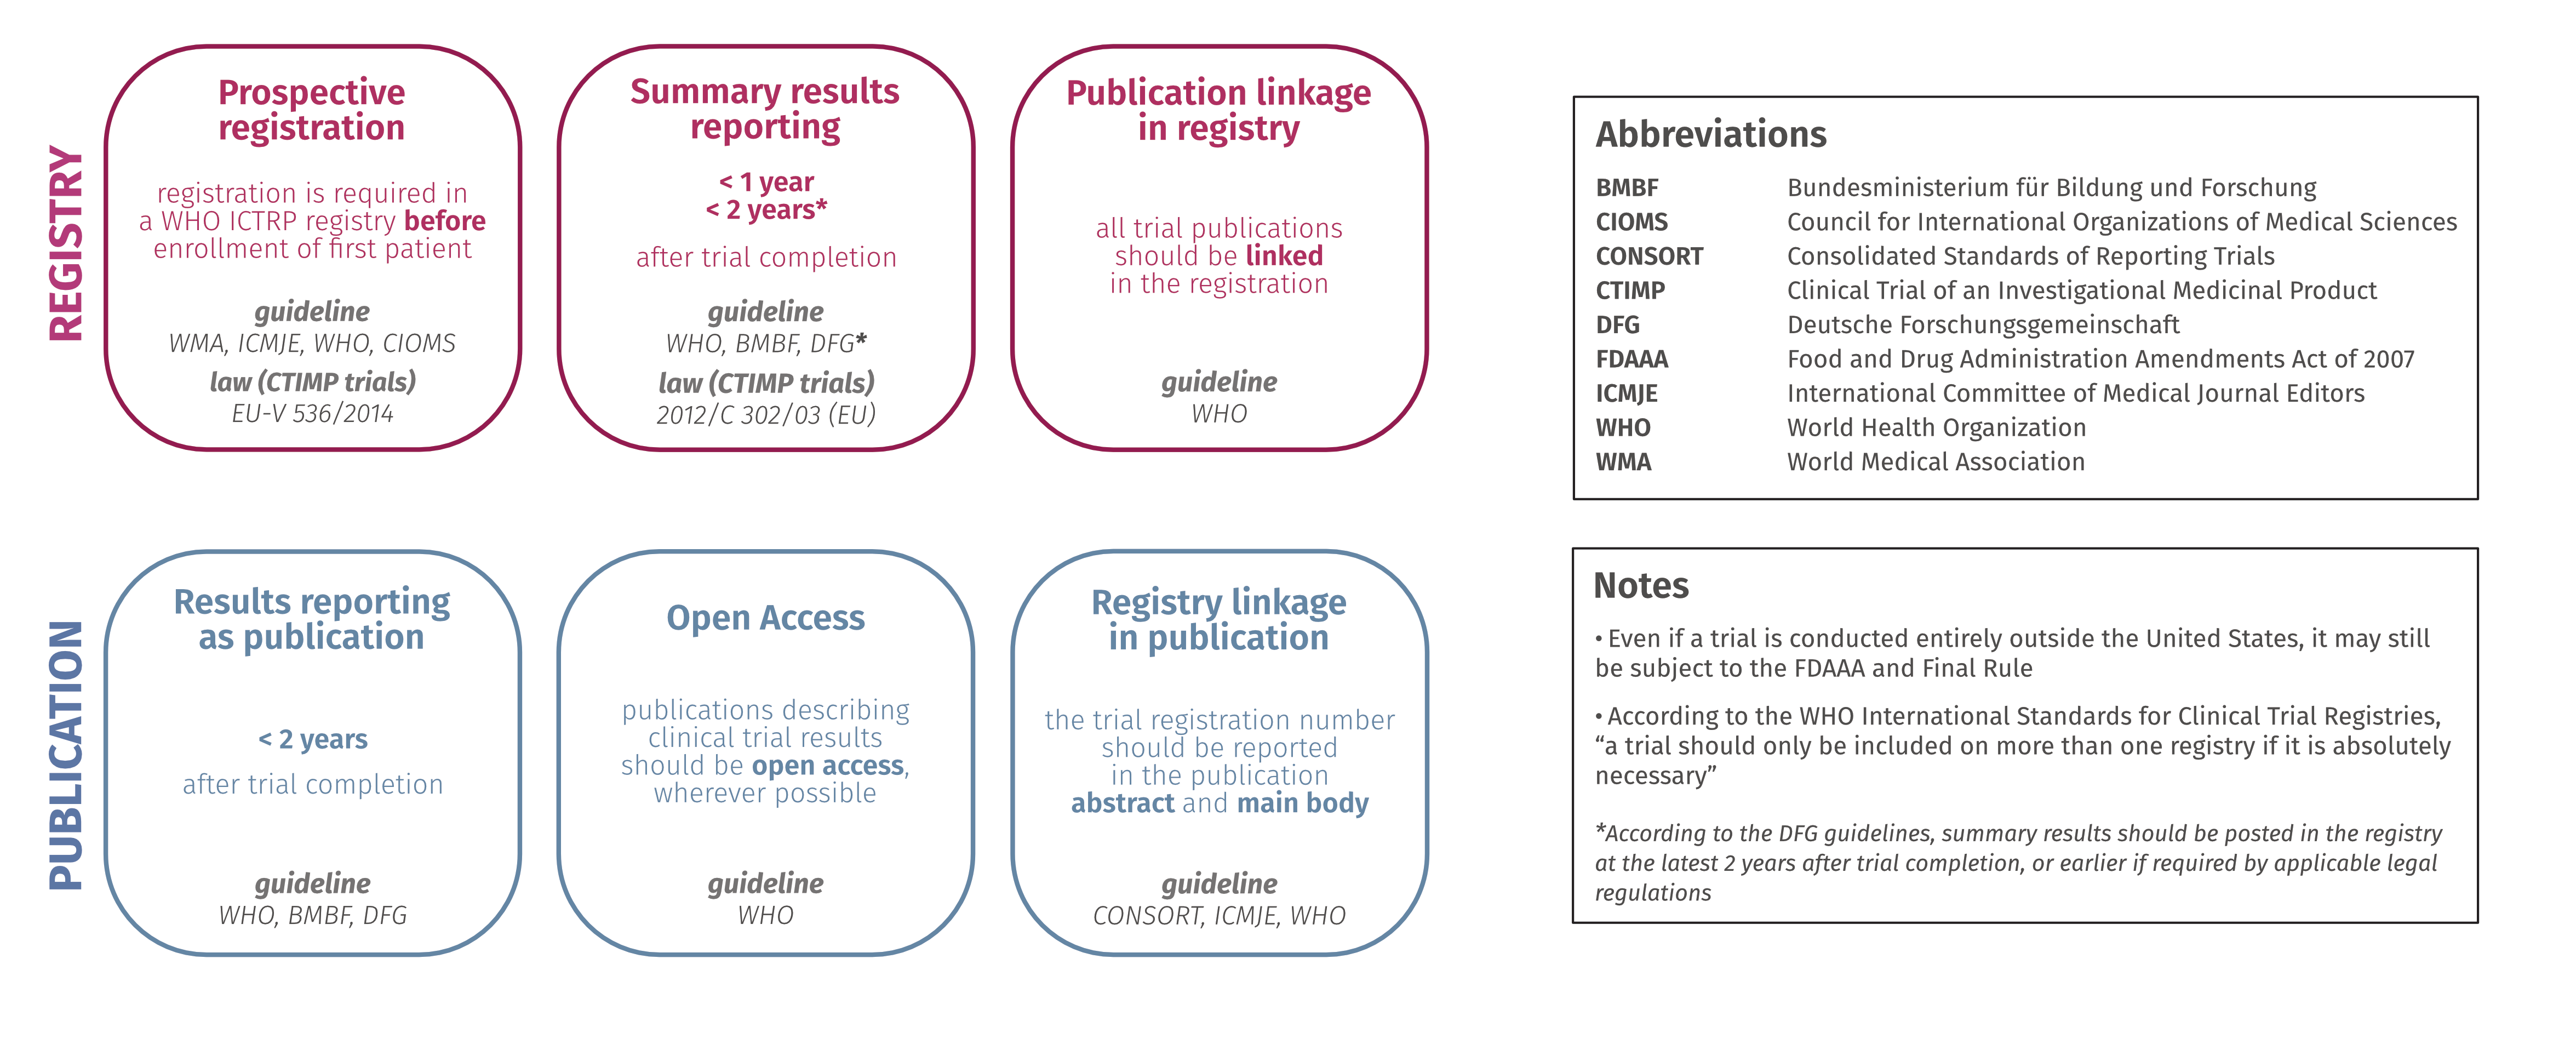 REGISTRY
Prospective
registration
registration is required in
a WHO ICTRP registry before
enrollment of first patient
guideline
WMA, ICMJE, WHO, CIOMS
law (CTIMP trials)
EU-V 536/2014
Summary results
reporting
< 1 year
< 2 years*
after trial completion
guideline
WHO, BMBF, DFG*
law (CTIMP trials)
2012/C 302/03 (EU)
Publication linkage
in registry
all trial publications
should be linked
in the registration
guideline
WHO
PUBLICATION
Results reporting
as publication
< 2 years
after trial completion
guideline
WHO, BMBF, DFG
Open Access
publications describing
clinical trial results
should be open access,
wherever possible
guideline
WHO
Registry linkage
in publication
the trial registration number
should be reported
in the publication
abstract and main body
guideline
CONSORT, ICMJE, WHO
Abbreviations
BMBF Bundesministerium für Bildung und Forschung
CIOMS Council for International Organizations of Medical Sciences
CONSORT Consolidated Standards of Reporting Trials
CTIMP Clinical Trial of an Investigational Medicinal Product
DFG Deutsche Forschungsgemeinschaft
FDAAA Food and Drug Administration Amendments Act of 2007
ICMJE International Committee of Medical Journal Editors
WHO World Health Organization
WMA World Medical Association
Notes
• Even if a trial is conducted entirely outside the United States, it may still
be subject to the FDAAA and Final Rule
• According to the WHO International Standards for Clinical Trial Registries,
“a trial should only be included on more than one registry if it is absolutely
necessary”
*According to the DFG guidelines, summary results should be posted in the registry
at the latest 2 years after trial completion, or earlier if required by applicable legal
regulations